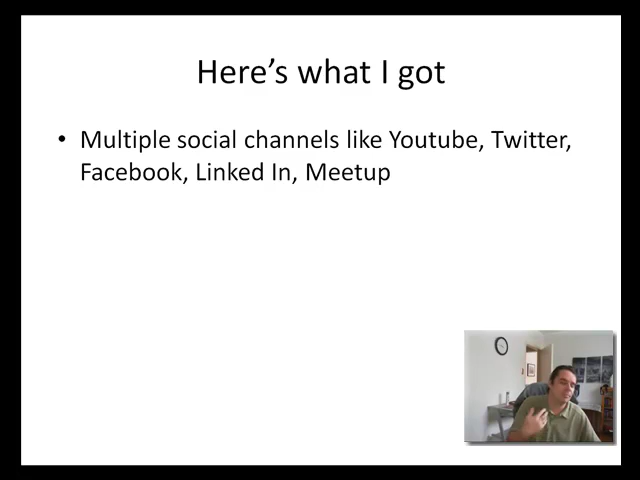 Here's what I got
• Multiple social channels like Youtube, Twitter,
Facebook, Linked In, Meetup